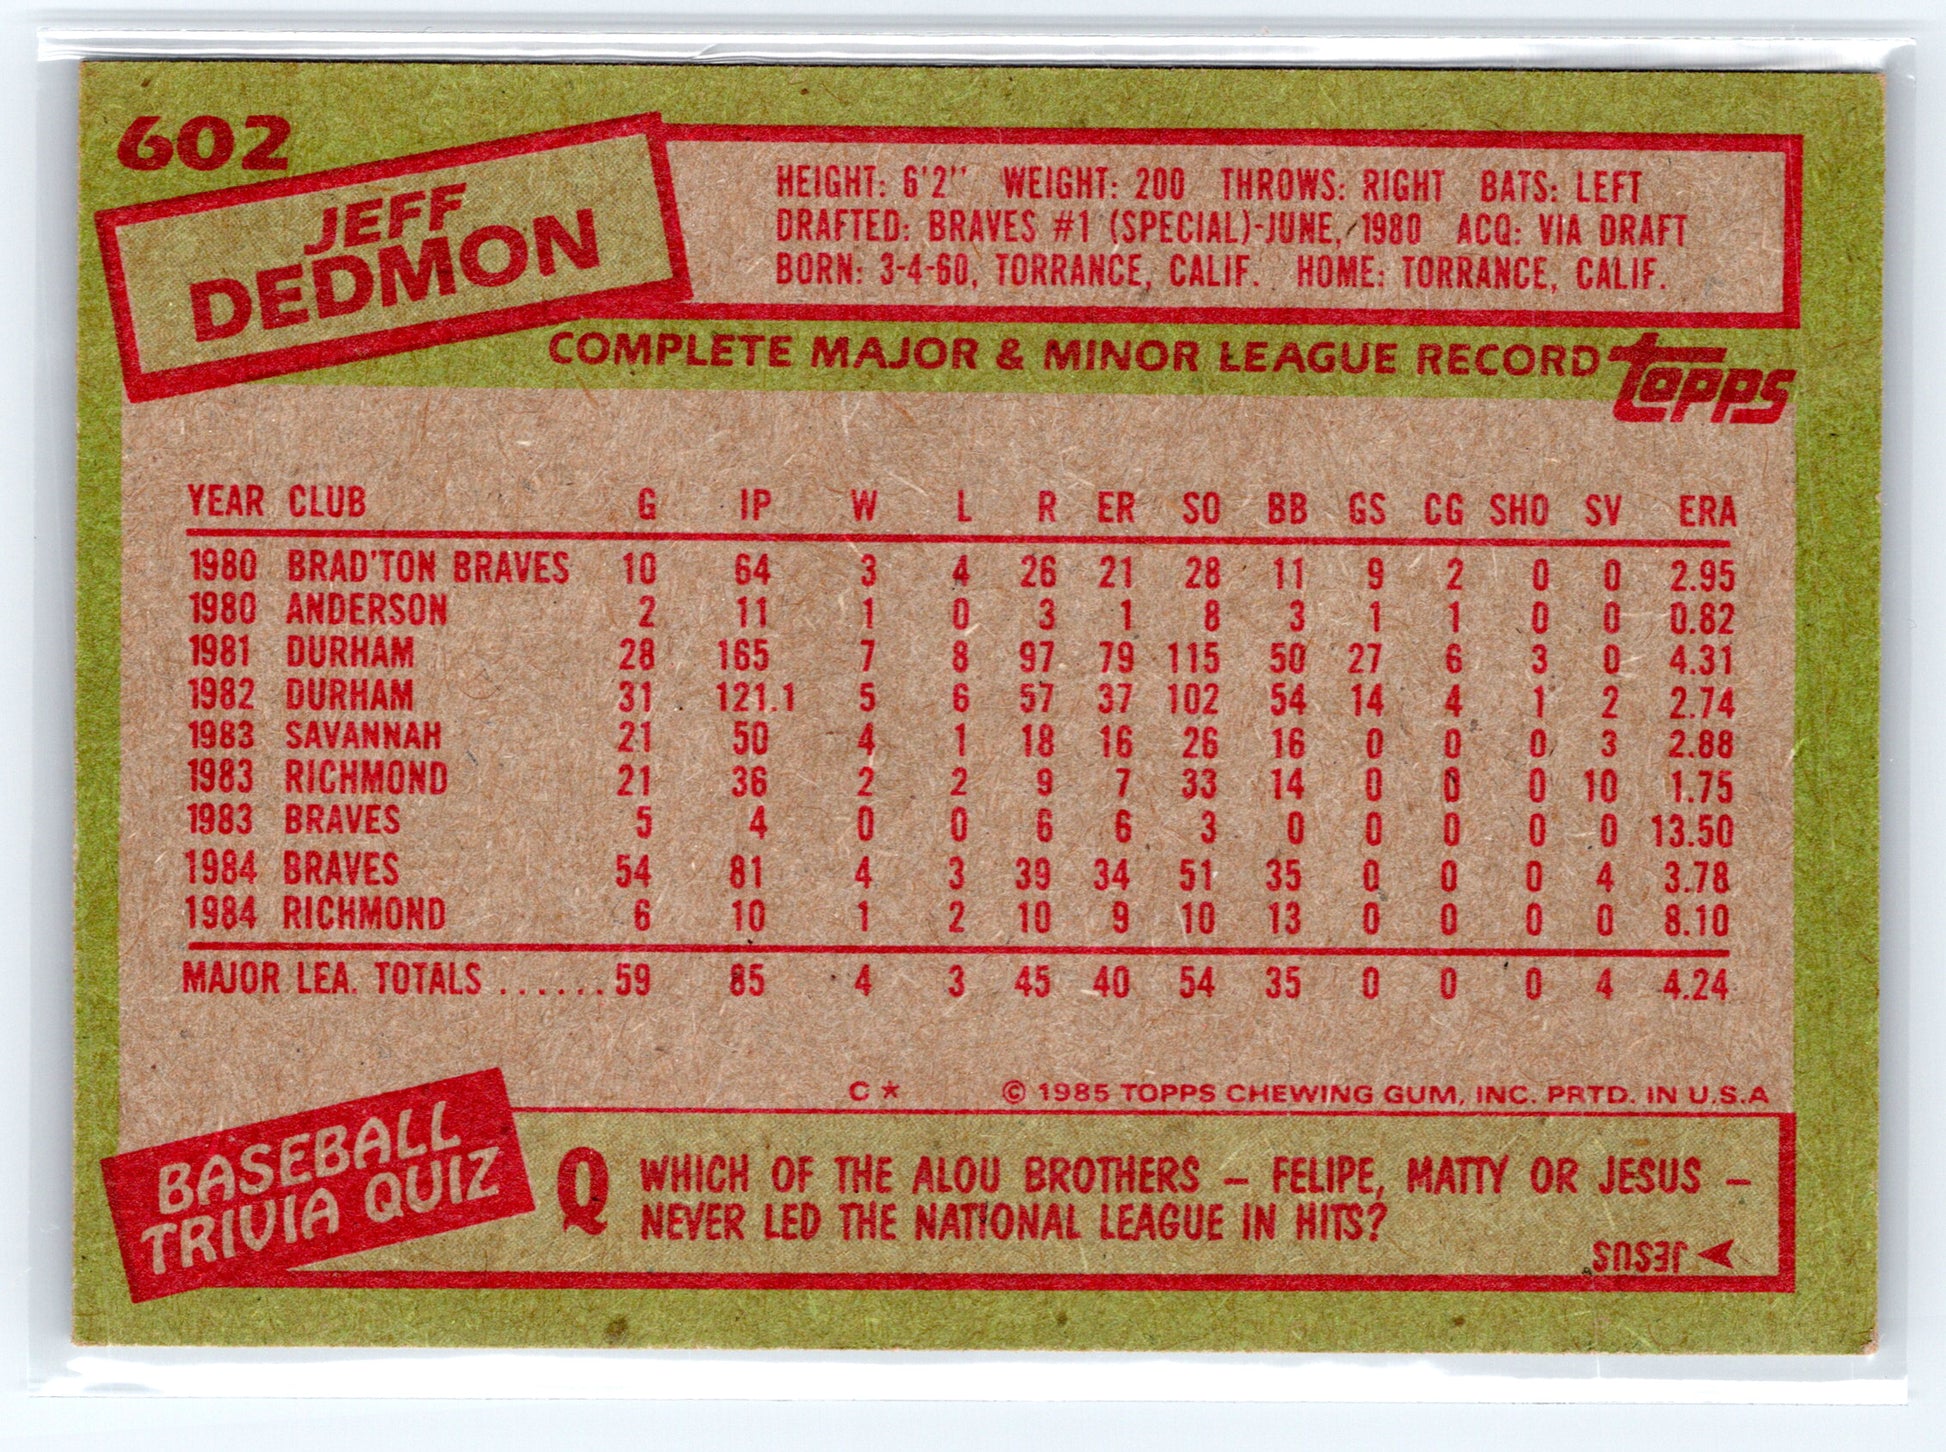 602
JEFF
DEDMON
HEIGHT: 6'2" WEIGHT: 200 THROWS: RIGHT BATS: LEFT
DRAFTED: BRAVES #1 (SPECIAL)-JUNE, 1980 ACQ: VIA DRAFT
BORN: 3-4-60, TORRANCE, CALIF. HOME: TORRANCE, CALIF.
COMPLETE MAJOR & MINOR LEAGUE RECORD topps
YEAR CLUB G IP W L R ER SO BB GS CG SHO SV ERA
1980 BRAD'TON BRAVES 10 64 3 4 26 21 28 11 9 2 0 0 2.95
1980 ANDERSON 2 11 1 0 3 1 8 3 1 1 0 0 0.82
1981 DURHAM 28 165 7 8 97 79 115 50 27 6 3 0 4.31
1982 DURHAM 31 121.1 5 6 57 37 102 54 14 4 1 2 2.74
1983 SAVANNAH 21 50 4 1 18 16 26 16 0 0 0 3 2.88
1983 RICHMOND 21 36 2 2 9 7 33 14 0 0 0 10 1.75
1983 BRAVES 5 4 0 0 6 6 3 0 0 0 0 0 13.50
1984 BRAVES 54 81 4 3 39 34 51 35 0 0 0 4 3.78
1984 RICHMOND 6 10 1 2 10 9 10 13 0 0 0 0 8.10
MAJOR LEA. TOTALS ...... 59 85 4 3 45 40 54 35 0 0 0 4 4.24
C * © 1985 TOPPS CHEWING GUM, INC. PRTD. IN U.S.A
BASEBALL
TRIVIA QUIZ
Q WHICH OF THE ALOU BROTHERS – FELIPE, MATTY OR JESUS –
NEVER LED THE NATIONAL LEAGUE IN HITS?
JESUS